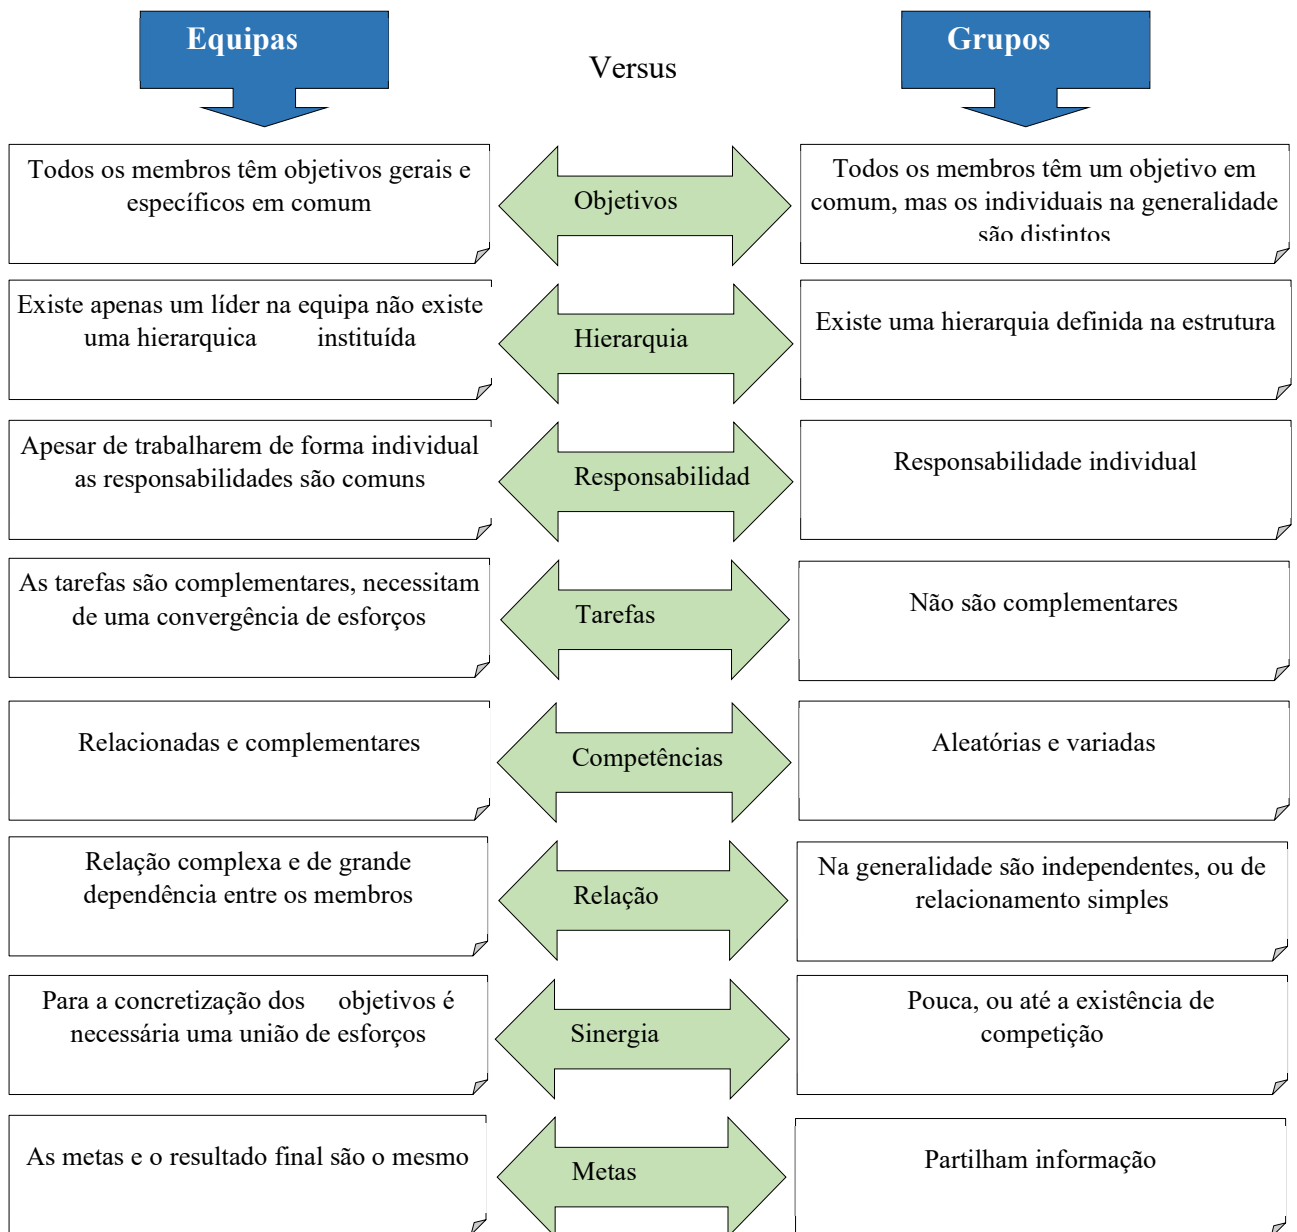 Equipas
Versus
Grupos
Todos os membros têm objetivos gerais e
específicos em comum
Objetivos
Todos os membros têm um objetivo em
comum, mas os individuais na generalidade
são distintos
Existe apenas um líder na equipa não existe
uma hierarquica instituída
Hierarquia
Existe uma hierarquia definida na estrutura
Apesar de trabalharem de forma individual
as responsabilidades são comuns
Responsabilidad
Responsabilidade individual
As tarefas são complementares, necessitam
de uma convergência de esforços
Tarefas
Não são complementares
Relacionadas e complementares
Competências
Aleatórias e variadas
Relação complexa e de grande
dependência entre os membros
Relação
Na generalidade são independentes, ou de
relacionamento simples
Para a concretização dos objetivos é
necessária uma união de esforços
Sinergia
Pouca, ou até a existência de
competição
As metas e o resultado final são o mesmo
Metas
Partilham informação